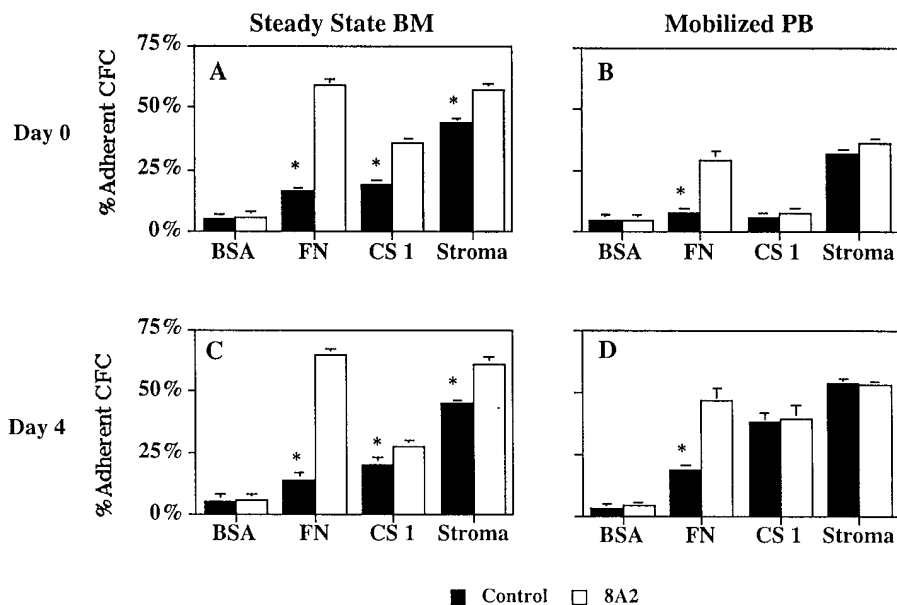 Steady State BM
Mobilized PB
Day 0
%Adherent CFC
75%
50%
25%
0%
A
*
*
*
BSA
FN
CS 1
Stroma
B
*
BSA
FN
CS 1
Stroma
Day 4
%Adherent CFC
75%
50%
25%
0%
C
*
*
*
BSA
FN
CS 1
Stroma
D
*
BSA
FN
CS 1
Stroma
Control
8A2